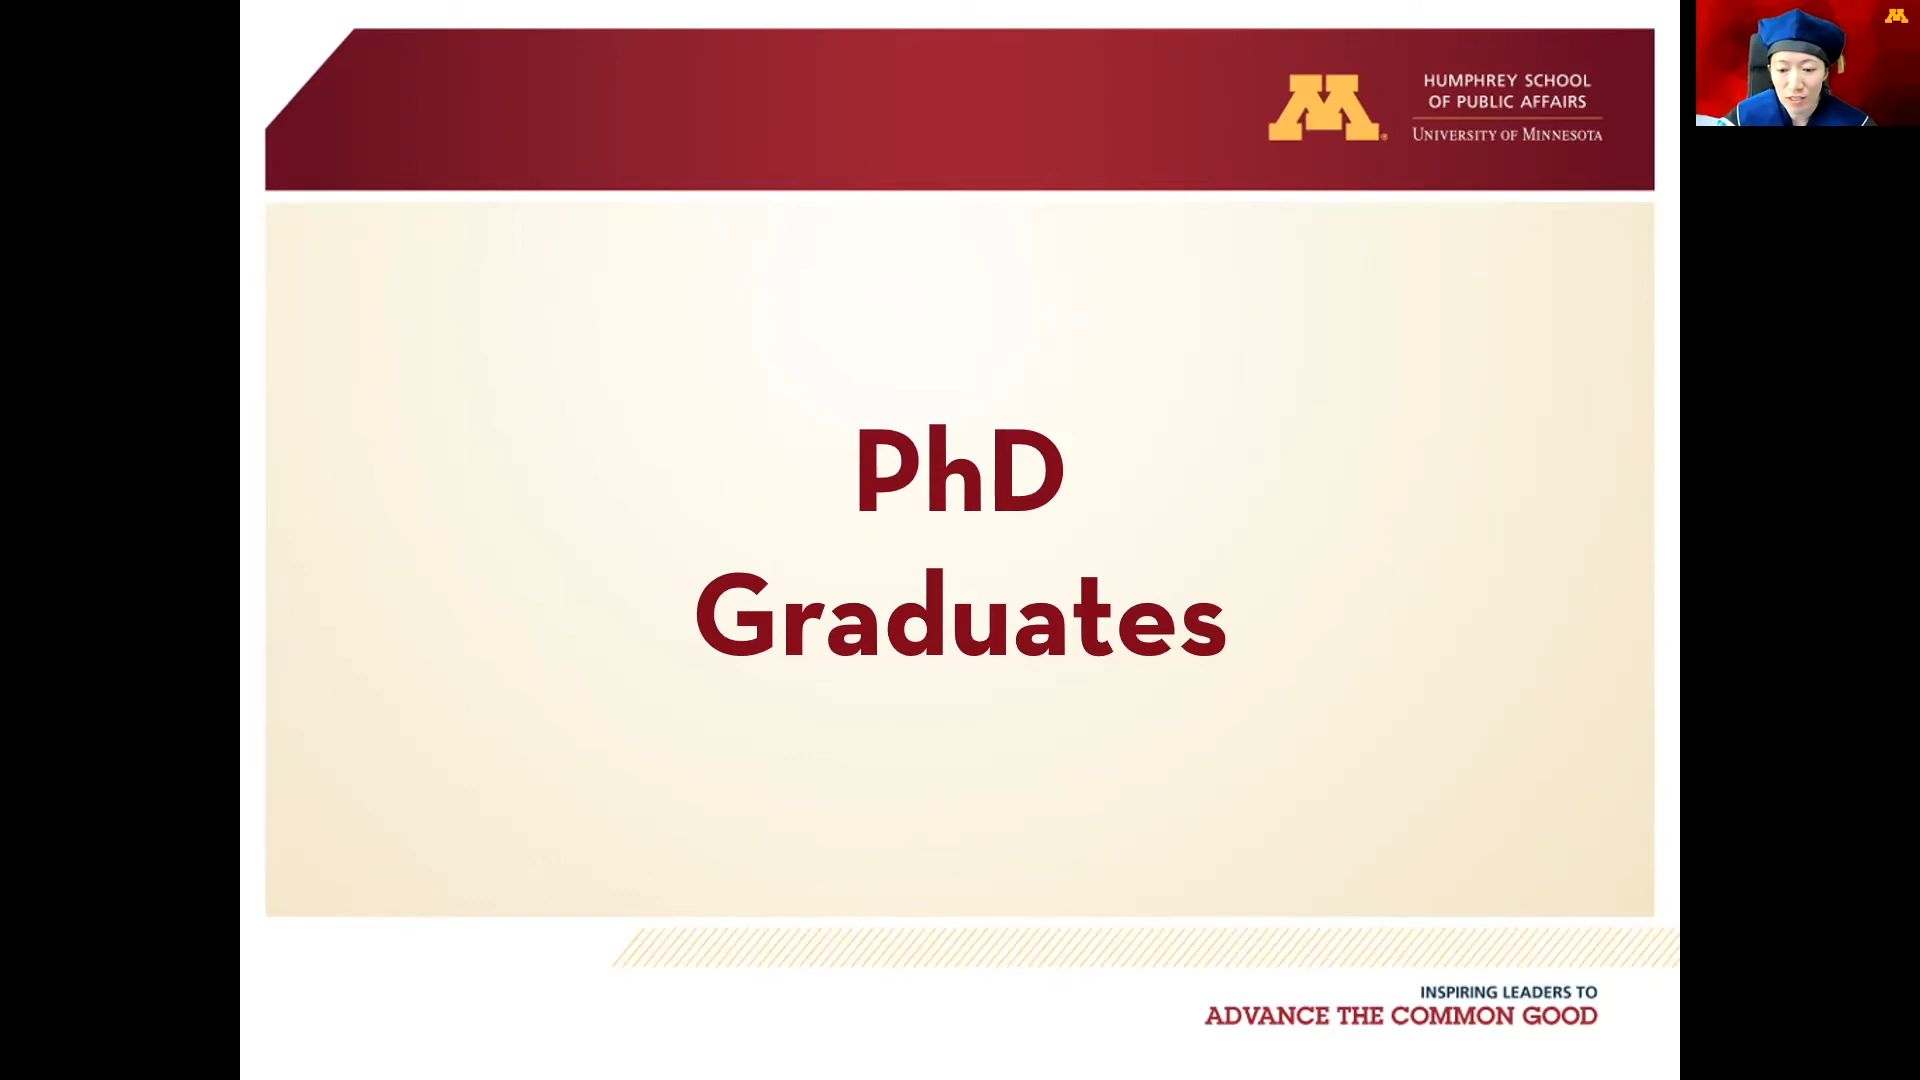 HUMPHREY SCHOOL
OF PUBLIC AFFAIRS
UNIVERSITY OF MINNESOTA
PhD
Graduates
INSPIRING LEADERS TO
ADVANCE THE COMMON GOOD